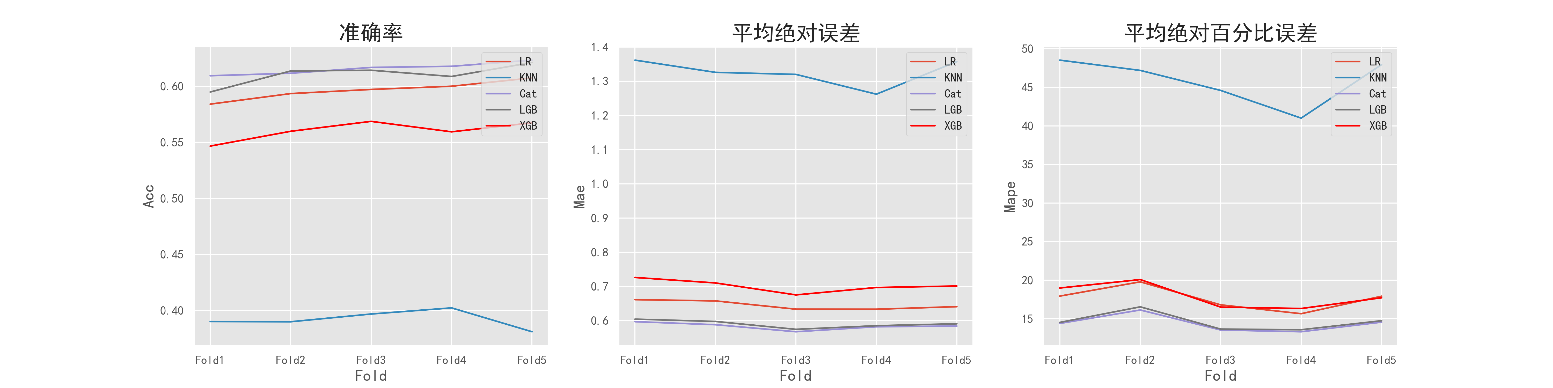 准确率
0.60
0.55
0.50
0.45
0.40
Acc
LR
KNN
Cat
LGB
XGB
Fold1 Fold2 Fold3 Fold4 Fold5
Fold
平均绝对误差
1.4
1.3
1.2
1.1
1.0
0.9
0.8
0.7
0.6
Mae
LR
KNN
Cat
LGB
XGB
Fold1 Fold2 Fold3 Fold4 Fold5
Fold
平均绝对百分比误差
50
45
40
35
30
25
20
15
Mape
LR
KNN
Cat
LGB
XGB
Fold1 Fold2 Fold3 Fold4 Fold5
Fold